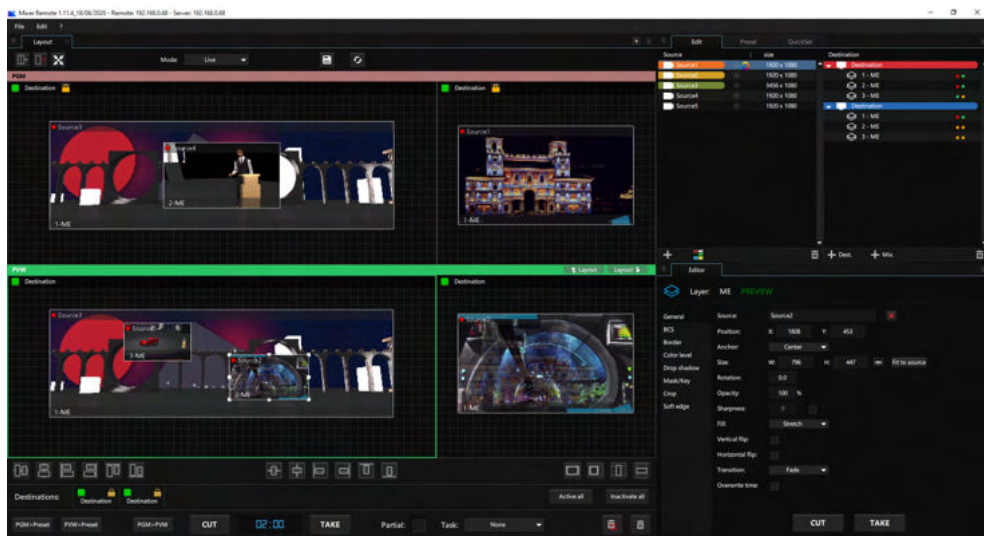 Mixer Remote 1.11.4_18/06/2020 - Remote: 192.168.0.68 - Server: 192.168.0.68
File Edit ?
Layout
Mode: Live
PGM
Destination
Destination
Source3
Source4
2-ME
1-ME
Source1
1-ME
PVW
Layout Layout
Destination
Destination
Source3
3-ME
2-ME
1-ME
1-ME
Destinations:
Destination
Destination
Active all
Inactivate all
PGM>Preset
PVW>Preset
PGM>PVW
CUT
02:00
TAKE
Partial:
Task: None
Edit Preset QuickSet
Source size Destination
Source1 1920 x 1080 Destination
Source2 1920 x 1080 1 - ME
Source3 3456 x 1080 2 - ME
Source4 1920 x 1080 3 - ME
Source5 1920 x 1080 Destination
1 - ME
2 - ME
3 - ME
Dest. Mic.
Editor
Layer: ME PREVIEW
General Source: Source2
BCS Position: X: 1808 Y: 453
Border Anchor: Center
Color level Size: W: 796 H: 447 Fit to source
Drop shadow Rotation: 0.0
Mask/Key Opacity: 100 %
Crop Sharpness: 0
Soft edge Fill: Stretch
Vertical flip:
Horizontal flip:
Transition: Fade
Overwrite time:
CUT TAKE